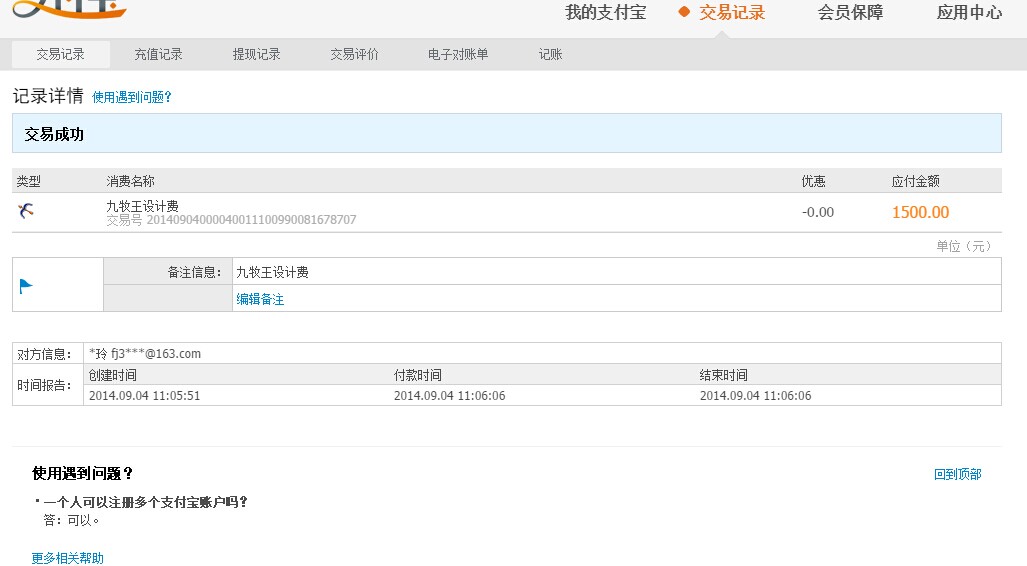 我的支付宝 交易记录 会员保障 应用中心
交易记录 充值记录 提现记录 交易评价 电子对账单 记账
记录详情 使用遇到问题?
交易成功
类型 消费名称 优惠 应付金额
九牧王设计费 -0.00 1500.00
交易号 20140904000040011100990081678707
单位（元）
备注信息： 九牧王设计费
编辑备注
对方信息： *玲 fj3***@163.com
时间报告： 创建时间 付款时间 结束时间
2014.09.04 11:05:51 2014.09.04 11:06:06 2014.09.04 11:06:06
使用遇到问题？ 回到顶部
一个人可以注册多个支付宝账户吗?
答：可以。
更多相关帮助